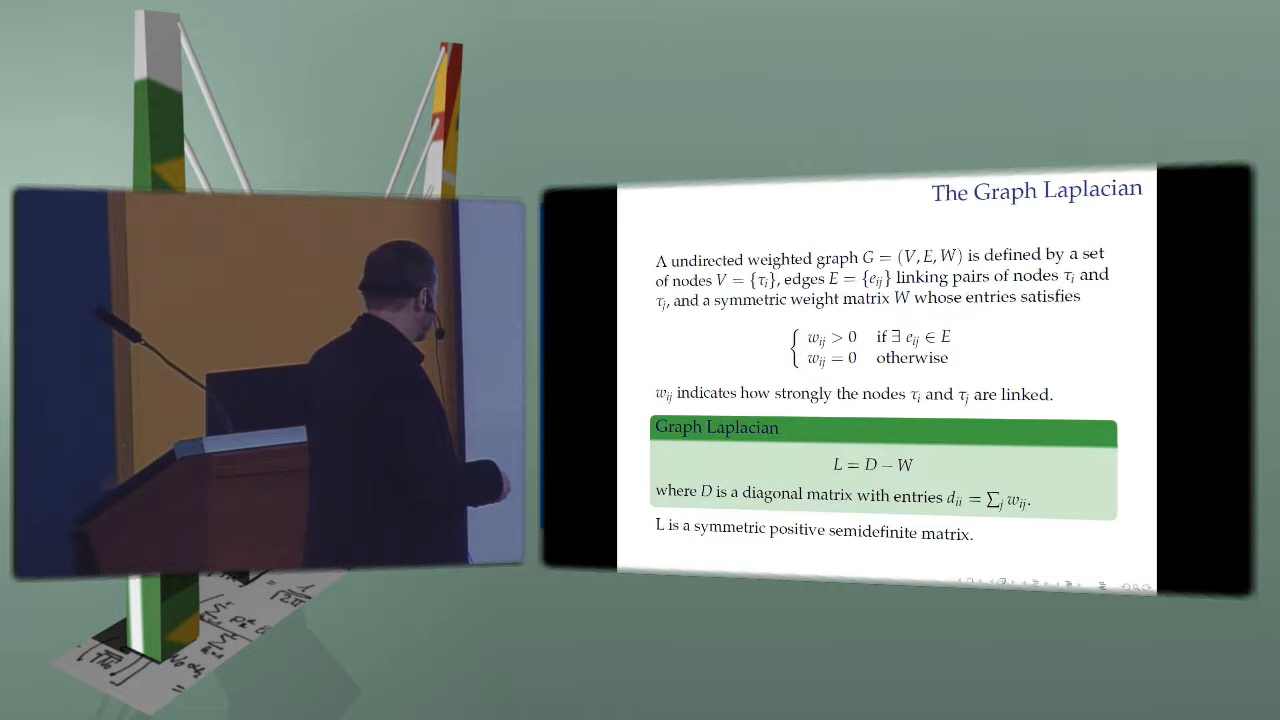 The Graph Laplacian
A undirected weighted graph G = (V, E, W) is defined by a set
of nodes V = {τi}, edges E = {eij} linking pairs of nodes τi and
τj, and a symmetric weight matrix W whose entries satisfies
{ wij > 0 if ∃ eij ∈ E
wij = 0 otherwise
wij indicates how strongly the nodes τi and τj are linked.
Graph Laplacian
L = D − W
where D is a diagonal matrix with entries dii = ∑j wij.
L is a symmetric positive semidefinite matrix.